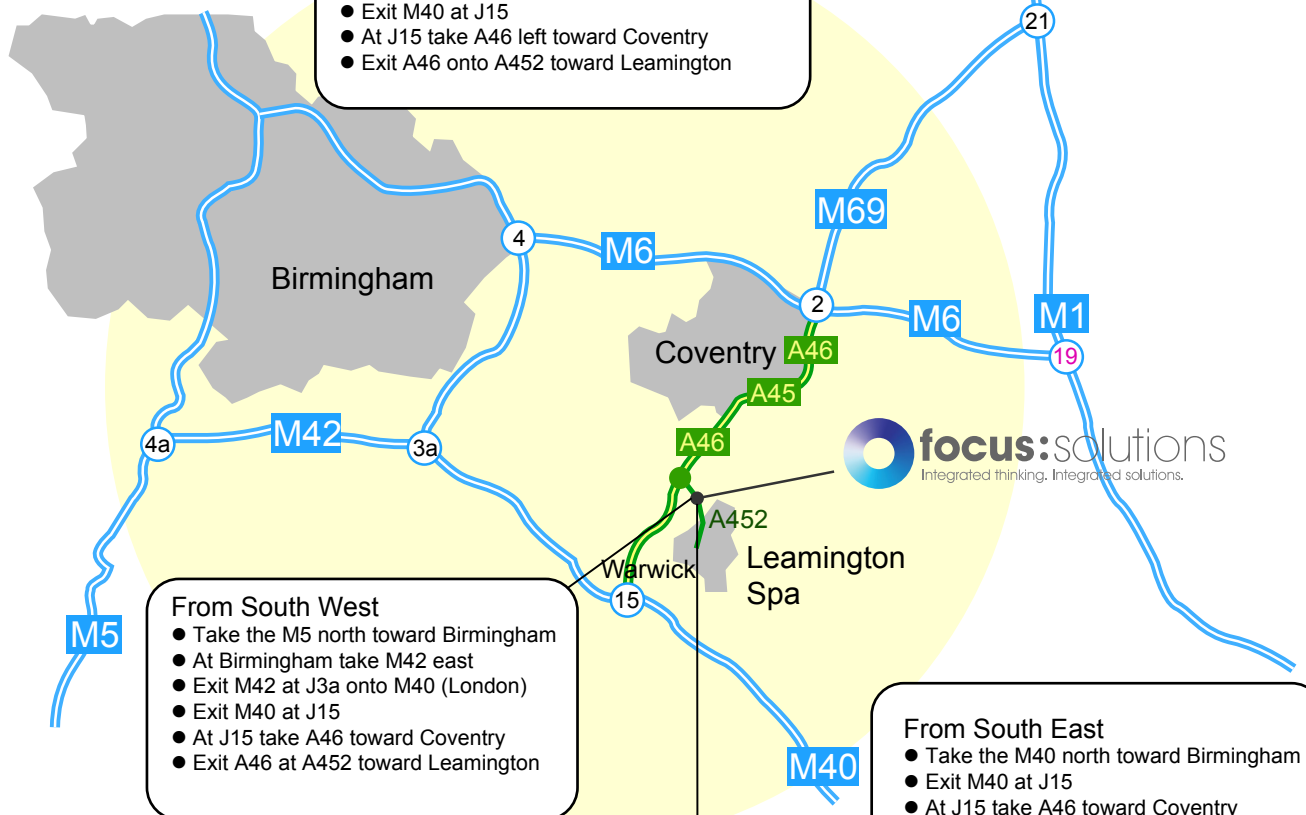 ● Exit M40 at J15
● At J15 take A46 left toward Coventry
● Exit A46 onto A452 toward Leamington
21
M69
4
M6
Birmingham
2
M6
M1
Coventry
A46
19
A45
M42
4a
3a
A46
focus:solutions
Integrated thinking. Integrated solutions.
A452
Leamington
Spa
Warwick
15
M5
From South West
● Take the M5 north toward Birmingham
● At Birmingham take M42 east
● Exit M42 at J3a onto M40 (London)
● Exit M40 at J15
● At J15 take A46 toward Coventry
● Exit A46 at A452 toward Leamington
M40
From South East
● Take the M40 north toward Birmingham
● Exit M40 at J15
● At J15 take A46 toward Coventry